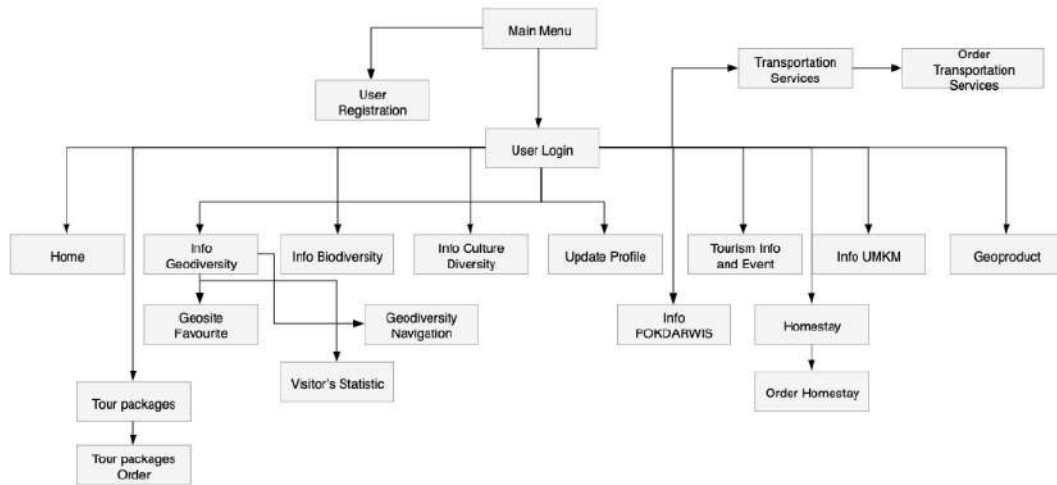 Main Menu
Transportation
Services
Order
Transportation
Services
User
Registration
User Login
Home
Info
Geodiversity
Info Biodiversity
Info Culture
Diversity
Update Profile
Tourism Info
and Event
Info UMKM
Geoproduct
Geosite
Favourite
Geodiversity
Navigation
Info
POKDARWIS
Homestay
Visitor's Statistic
Order Homestay
Tour packages
Tour packages
Order